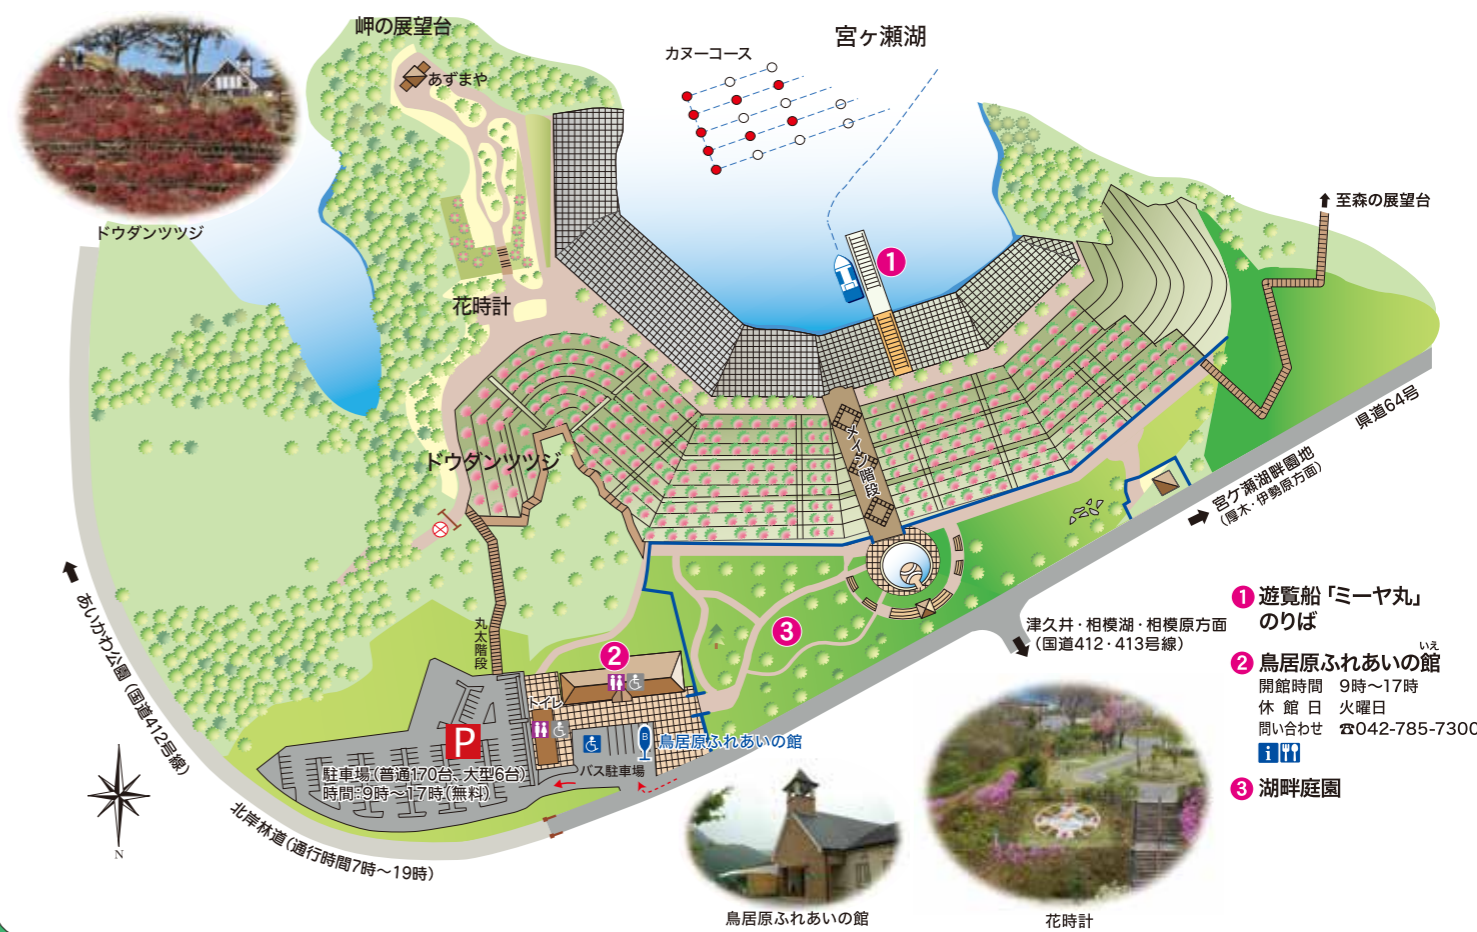 岬の展望台
あずまや
カヌーコース
宮ヶ瀬湖
ドウダンツツジ
花時計
1
至森の展望台
県道64号
ドウダンツツジ
メイン階段
宮ケ瀬湖畔園地
(厚木・伊勢原方面)
あいかわ公園(国道412号線)
丸太階段
2
3
津久井・相模湖・相模原方面
(国道412・413号線)
トイレ
B
鳥居原ふれあいの館
バス駐車場
P
駐車場(普通170台、大型6台)
時間:9時〜17時(無料)
北岸林道(通行時間7時〜19時)
N
鳥居原ふれあいの館
花時計
1 遊覧船「ミーヤ丸」
のりば
いえ
2 鳥居原ふれあいの館
開館時間 9時〜17時
休館日 火曜日
問い合わせ ☎042-785-7300
i
3 湖畔庭園